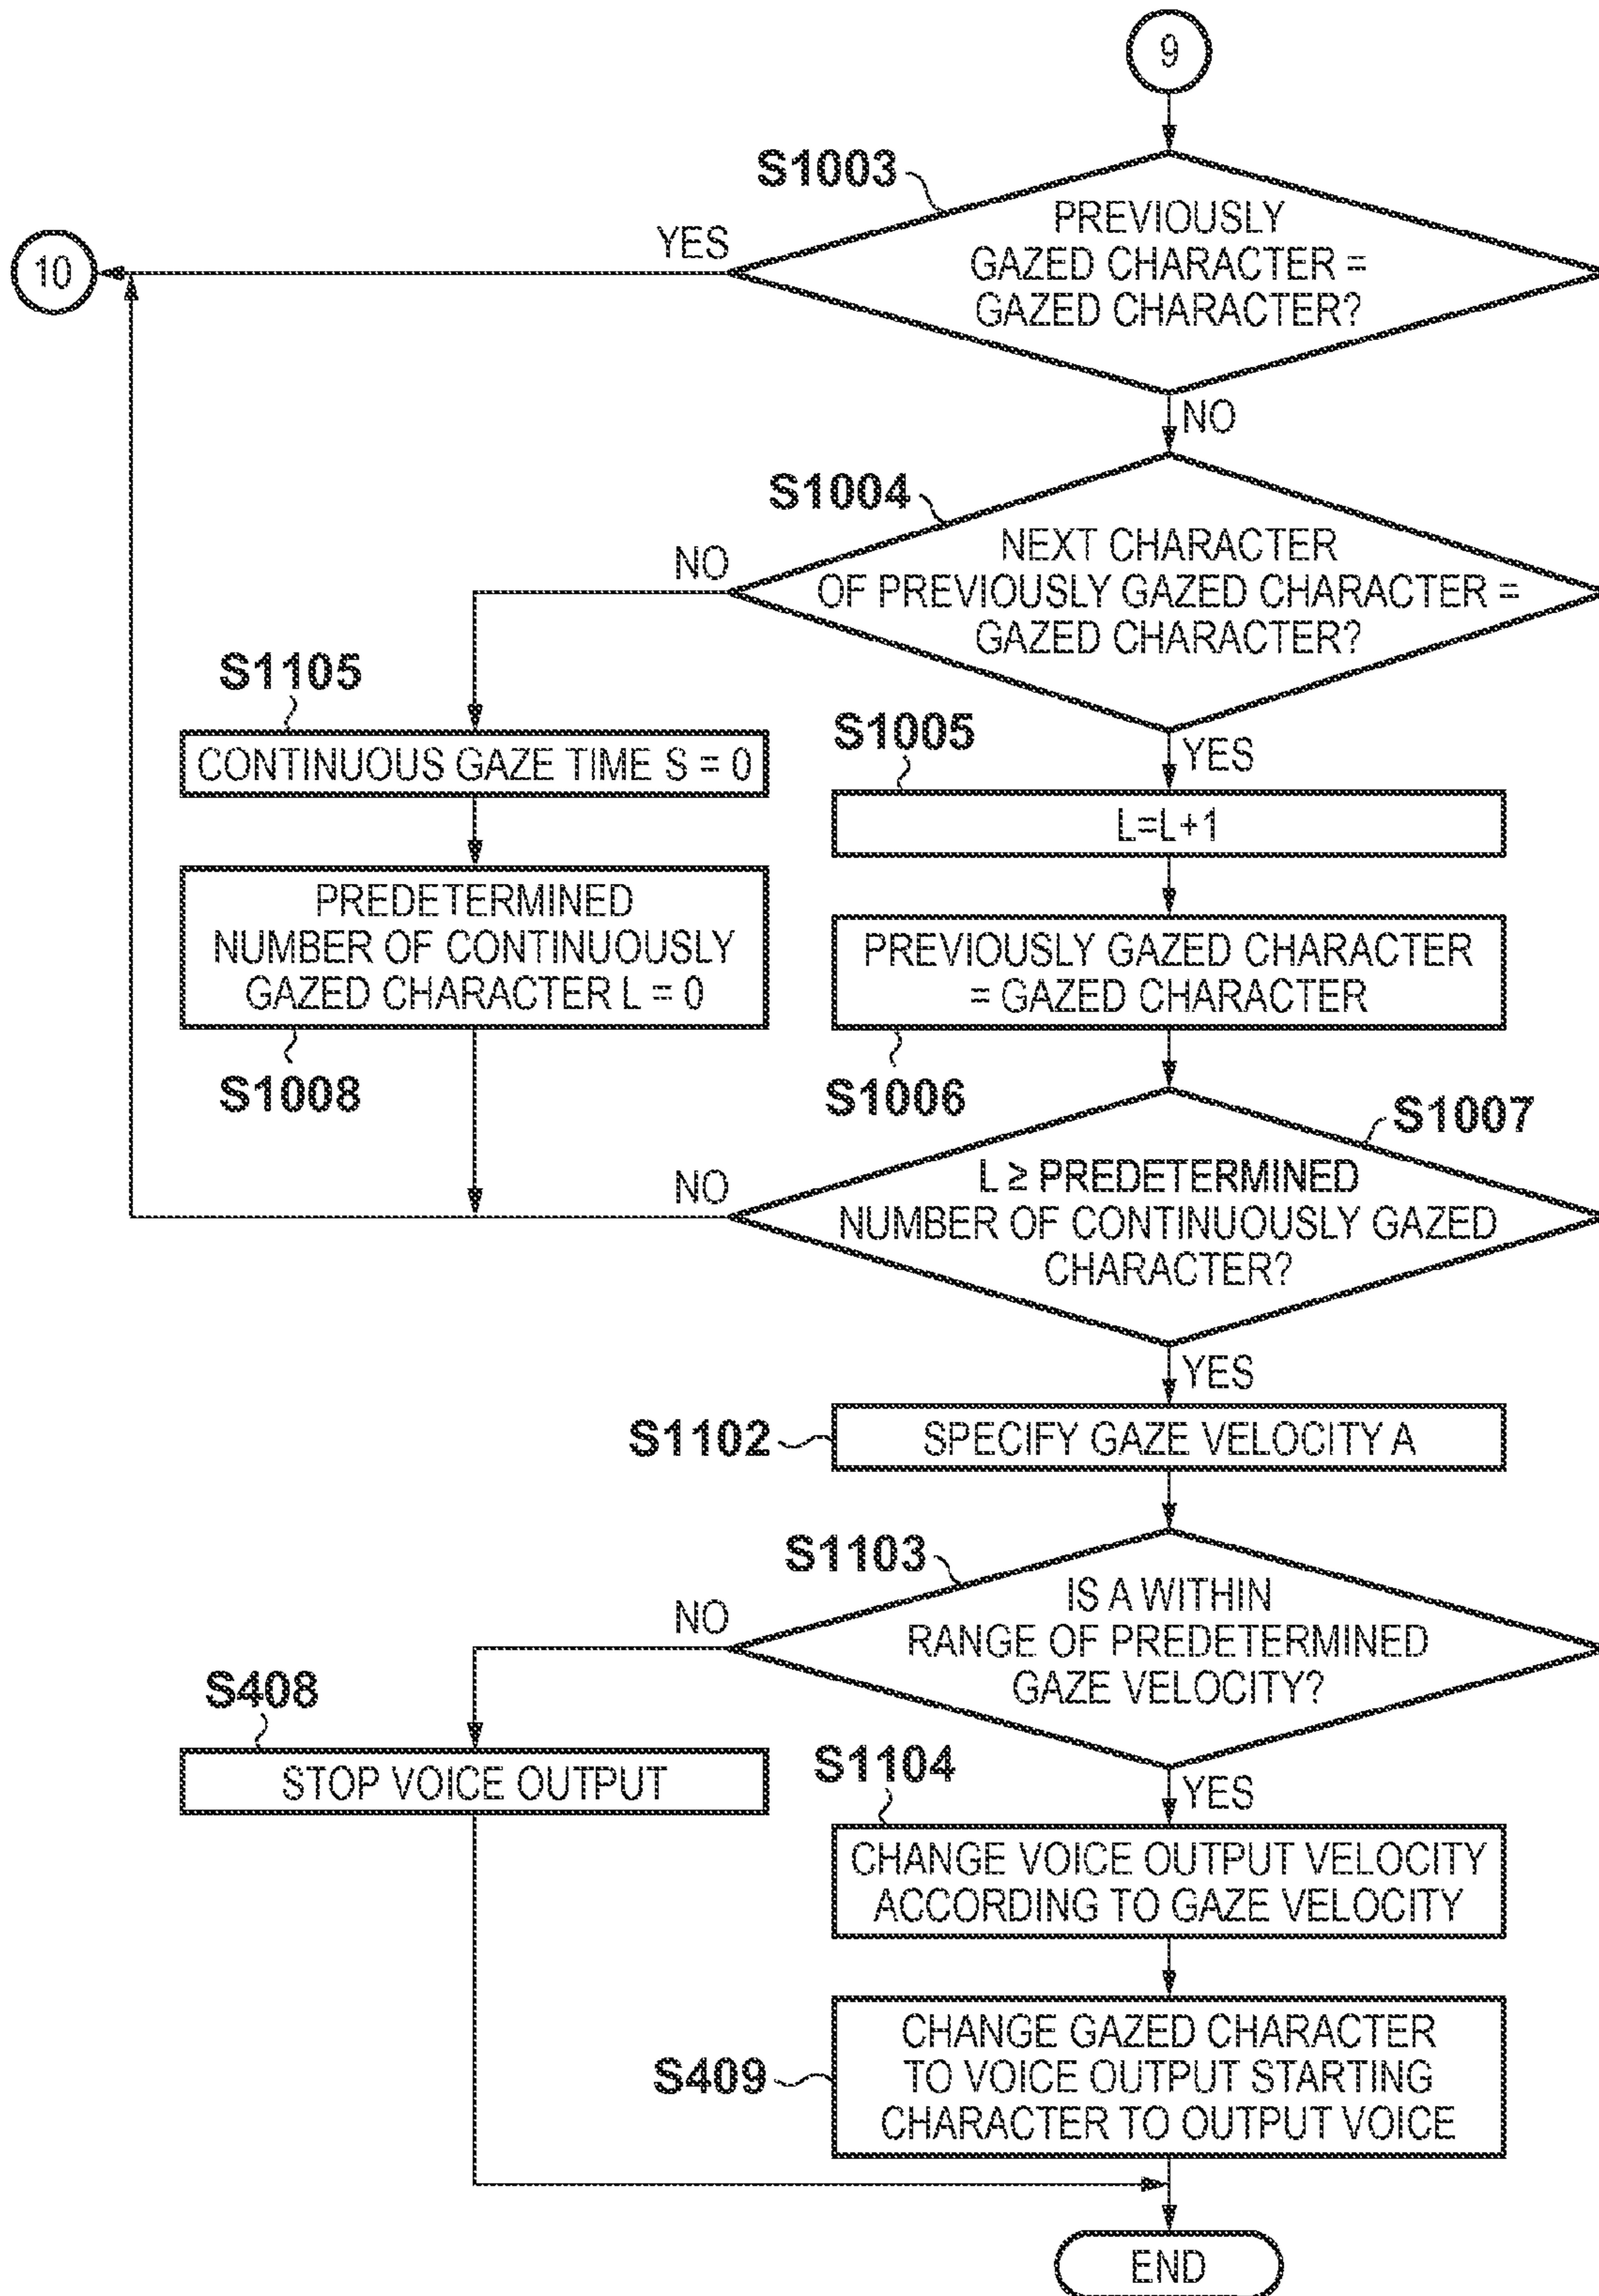 9
S1003
PREVIOUSLY
GAZED CHARACTER =
GAZED CHARACTER?
YES
10
NO
S1004
NEXT CHARACTER
OF PREVIOUSLY GAZED CHARACTER =
GAZED CHARACTER?
NO
S1105
CONTINUOUS GAZE TIME S = 0
YES
S1005
L=L+1
PREDETERMINED
NUMBER OF CONTINUOUSLY
GAZED CHARACTER L = 0
S1008
PREVIOUSLY GAZED CHARACTER
= GAZED CHARACTER
S1006
S1007
L ≥ PREDETERMINED
NUMBER OF CONTINUOUSLY GAZED
CHARACTER?
NO
YES
S1102
SPECIFY GAZE VELOCITY A
S1103
IS A WITHIN
RANGE OF PREDETERMINED
GAZE VELOCITY?
NO
S408
STOP VOICE OUTPUT
YES
S1104
CHANGE VOICE OUTPUT VELOCITY
ACCORDING TO GAZE VELOCITY
S409
CHANGE GAZED CHARACTER
TO VOICE OUTPUT STARTING
CHARACTER TO OUTPUT VOICE
END